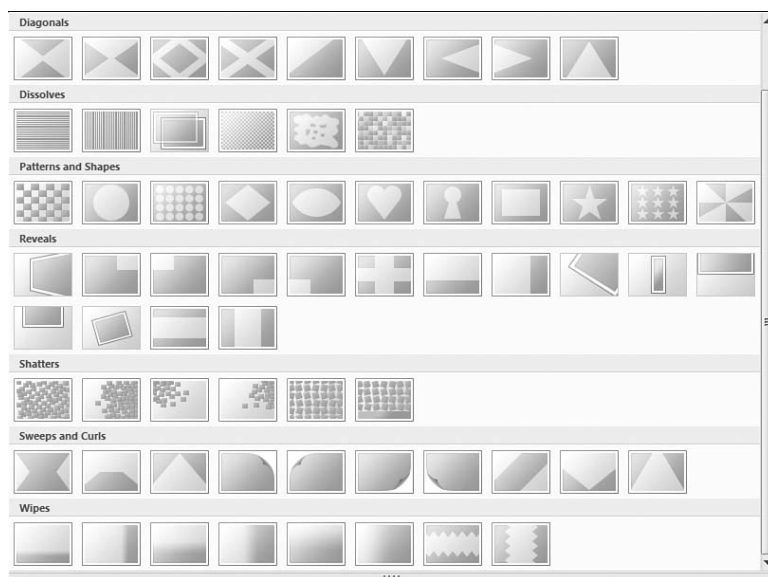 Diagonals
Dissolves
Patterns and Shapes
Reveals
Shatters
Sweeps and Curls
Wipes